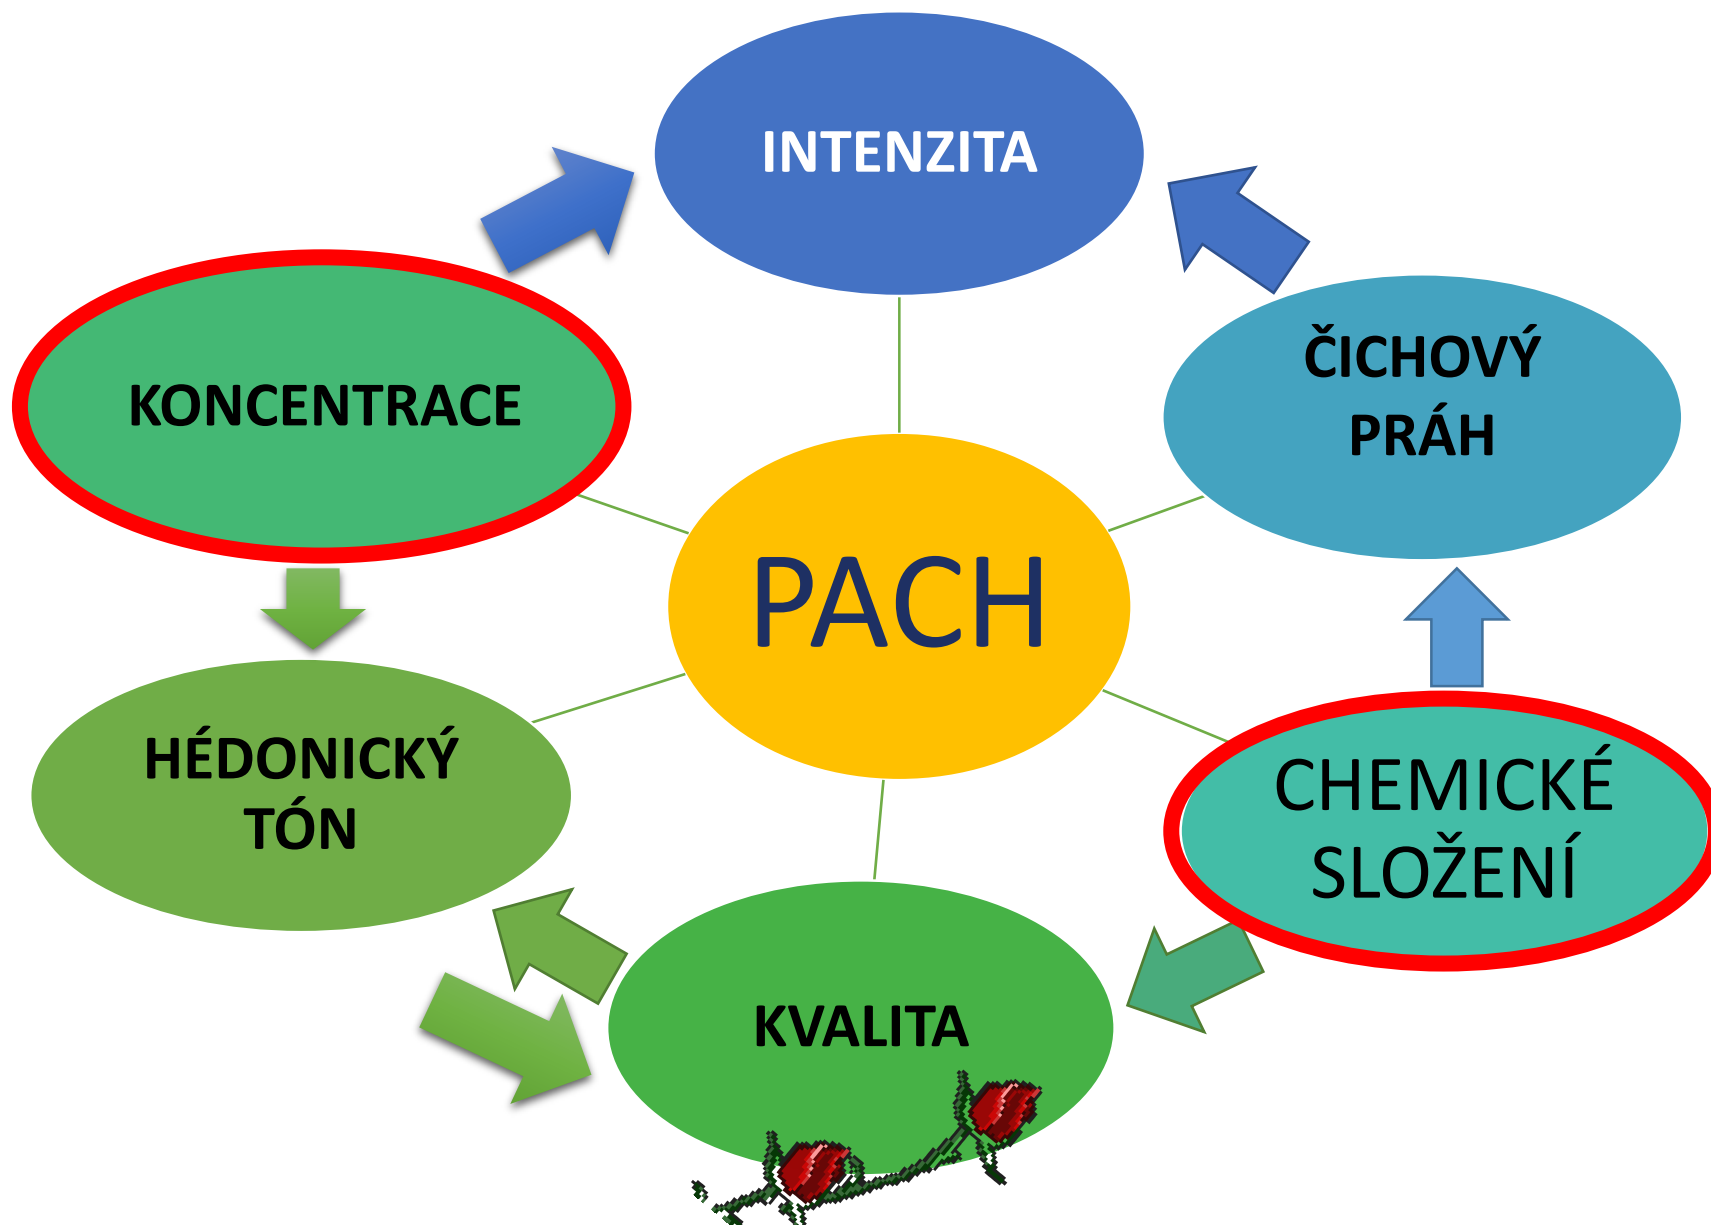 INTENZITA
KONCENTRACE
ČICHOVÝ
PRÁH
PACH
HÉDONICKÝ
TÓN
CHEMICKÉ
SLOŽENÍ
KVALITA